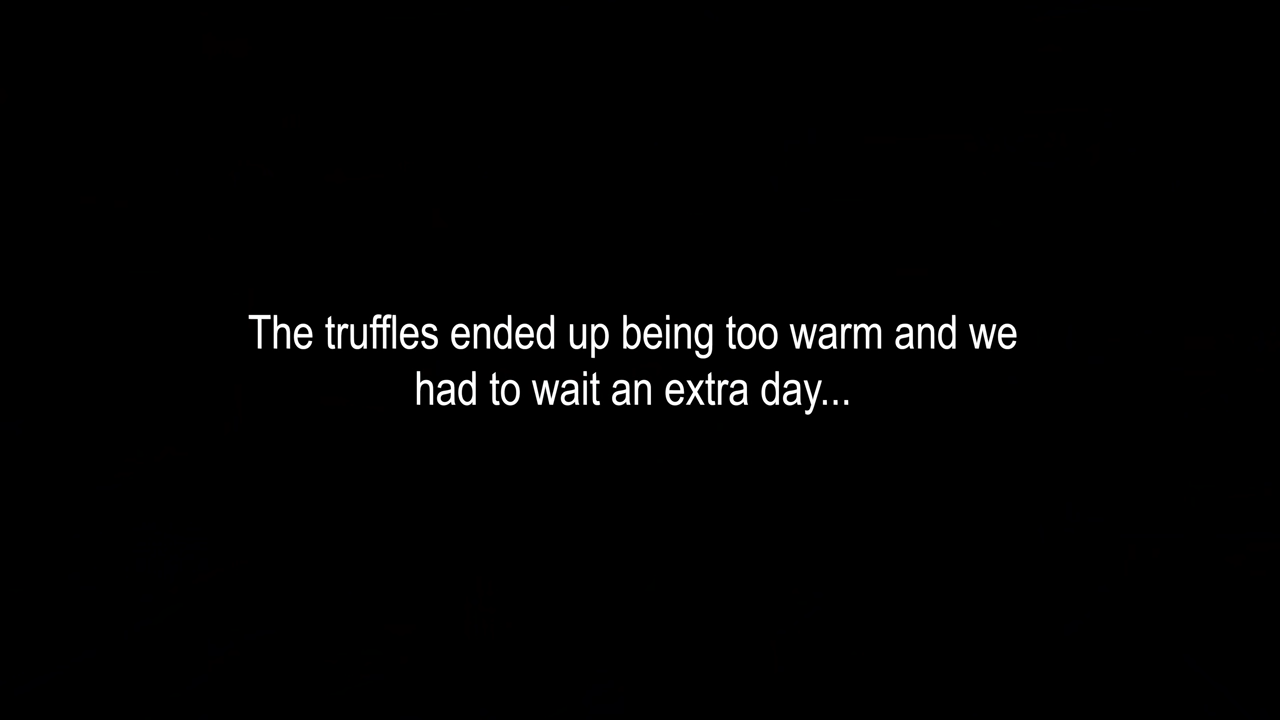 The truffles ended up being too warm and we
had to wait an extra day...